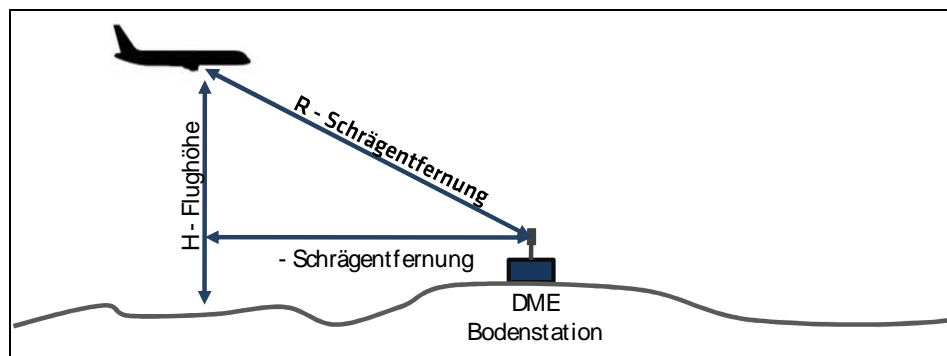 R - Schrägentfernung
H - Flughöhe
- Schrägentfernung
DME
Bodenstation